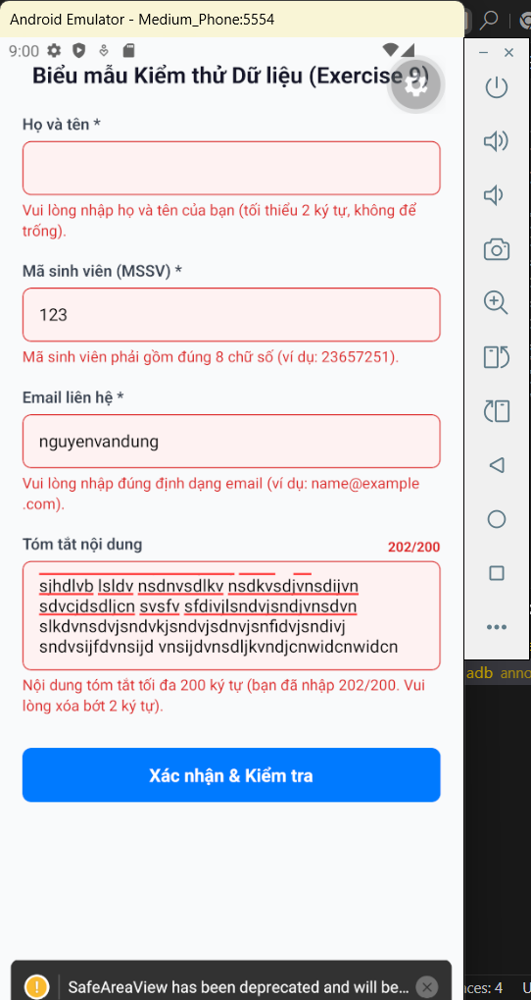 Android Emulator - Medium_Phone:5554
9:00
Biểu mẫu Kiểm thử Dữ liệu (Exercise 9)
Họ và tên *
Vui lòng nhập họ và tên của bạn (tối thiểu 2 ký tự, không để
trống).
Mã sinh viên (MSSV) *
123
Mã sinh viên phải gồm đúng 8 chữ số (ví dụ: 23657251).
Email liên hệ *
nguyenvandung
Vui lòng nhập đúng định dạng email (ví dụ: name@example
.com).
Tóm tắt nội dung
202/200
sjhdlvb lsldv nsdnvsdlkv nsdkvsdjvnsdijvn
sdvcjdsdljcn svsfv sfdivjlsndvjsndjvnsdvn
slkdvnsdvjsndvkjsndvjsdnvjsnfidvjsndivj
sndvsijfdvnsijd vnsijdvnsdljkvndjcnwidcnwidcn
Nội dung tóm tắt tối đa 200 ký tự (bạn đã nhập 202/200. Vui
lòng xóa bớt 2 ký tự).
Xác nhận & Kiểm tra
SafeAreaView has been deprecated and will be...
adb anno
ces: 4